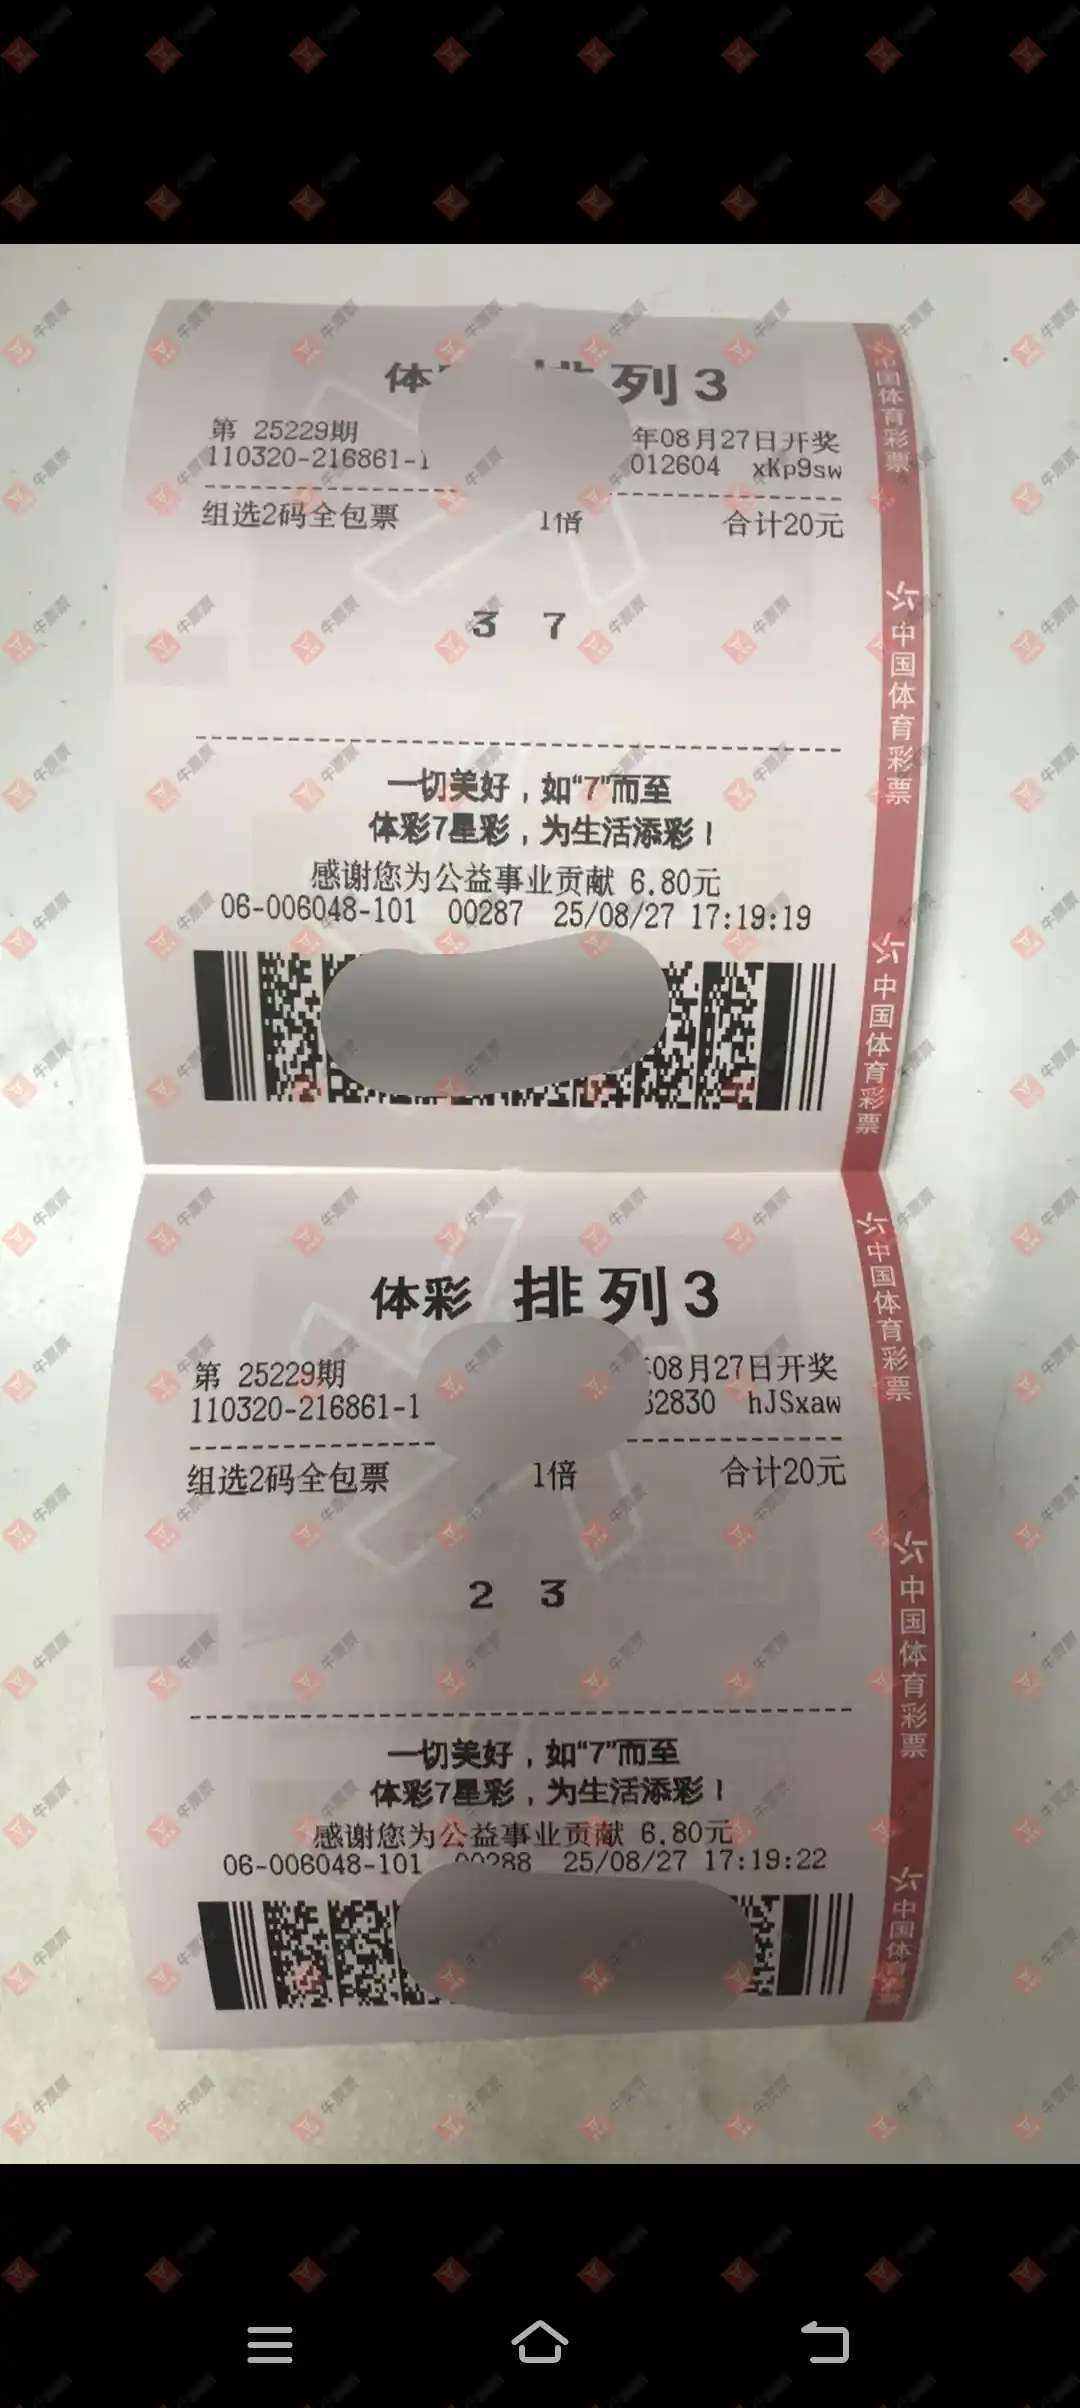 体 排列3
第 25229期 年08月27日开奖
110320-216861-1 012604 xKp9sw
组选2码全包票 1倍 合计20元
3 7
一切美好，如“7”而至
体彩7星彩，为生活添彩！
感谢您为公益事业贡献 6.80元
06-006048-101 00287 25/08/27 17:19:19
中国体育彩票
中国体育彩票
中国体育彩票
体彩 排列3
第 25229期 08月27日开奖
110320-216861-1 2830 hJSxaw
组选2码全包票 1倍 合计20元
2 3
一切美好，如“7”而至
体彩7星彩，为生活添彩！
感谢您为公益事业贡献 6.80元
06-006048-101 00288 25/08/27 17:19:22
中国体育彩票
中国体育彩票
中国体育彩票
牛票票